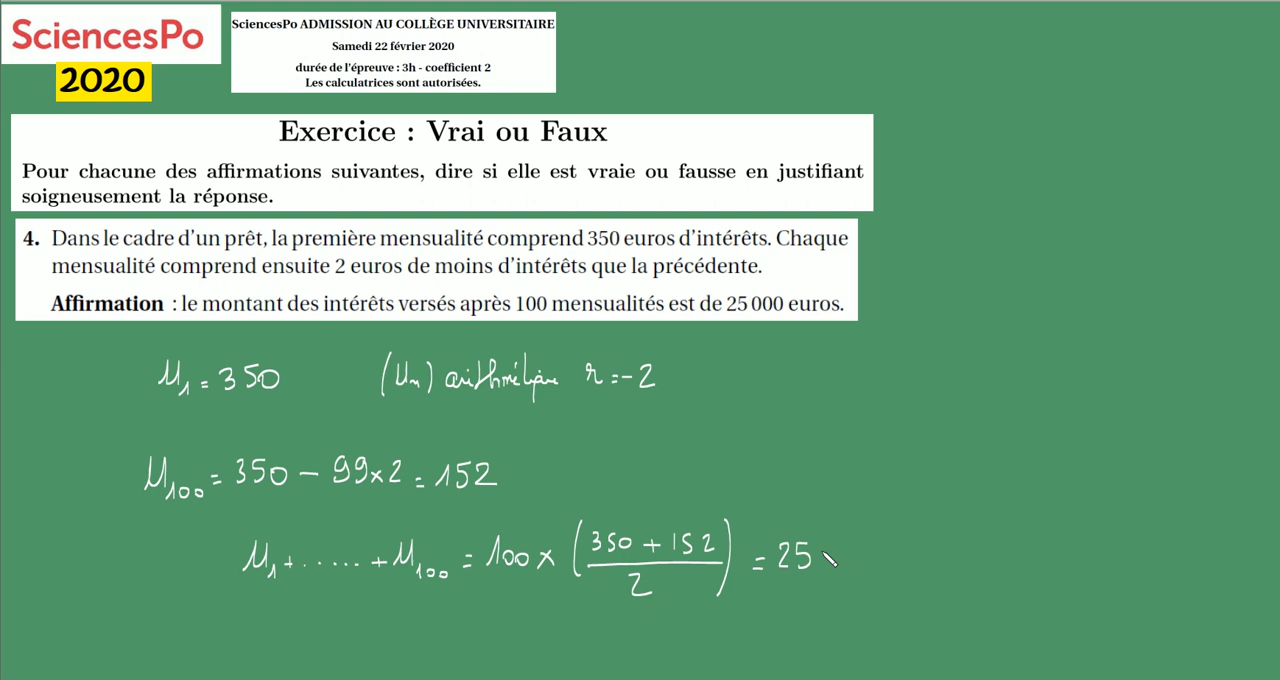 SciencesPo
2020
SciencesPo ADMISSION AU COLLÈGE UNIVERSITAIRE
Samedi 22 février 2020
durée de l'épreuve : 3h - coefficient 2
Les calculatrices sont autorisées.
Exercice : Vrai ou Faux
Pour chacune des affirmations suivantes, dire si elle est vraie ou fausse en justifiant
soigneusement la réponse.
4. Dans le cadre d'un prêt, la première mensualité comprend 350 euros d'intérêts. Chaque
mensualité comprend ensuite 2 euros de moins d'intérêts que la précédente.
Affirmation : le montant des intérêts versés après 100 mensualités est de 25 000 euros.
u₁ = 350 (uₙ) arithmétique r = -2
u₁₀₀ = 350 - 99×2 = 152
u₁ + ..... + u₁₀₀ = 100 × ((350 + 152)/2) = 25